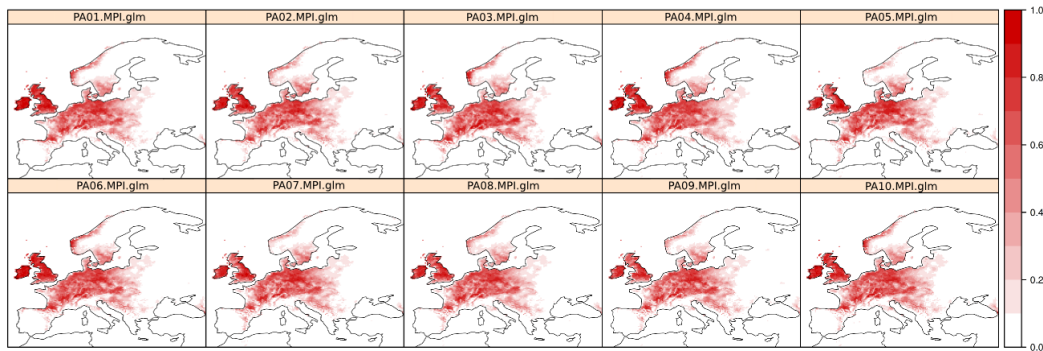 PA01.MPI.glm
PA02.MPI.glm
PA03.MPI.glm
PA04.MPI.glm
PA05.MPI.glm
PA06.MPI.glm
PA07.MPI.glm
PA08.MPI.glm
PA09.MPI.glm
PA10.MPI.glm
1.0
0.8
0.6
0.4
0.2
0.0